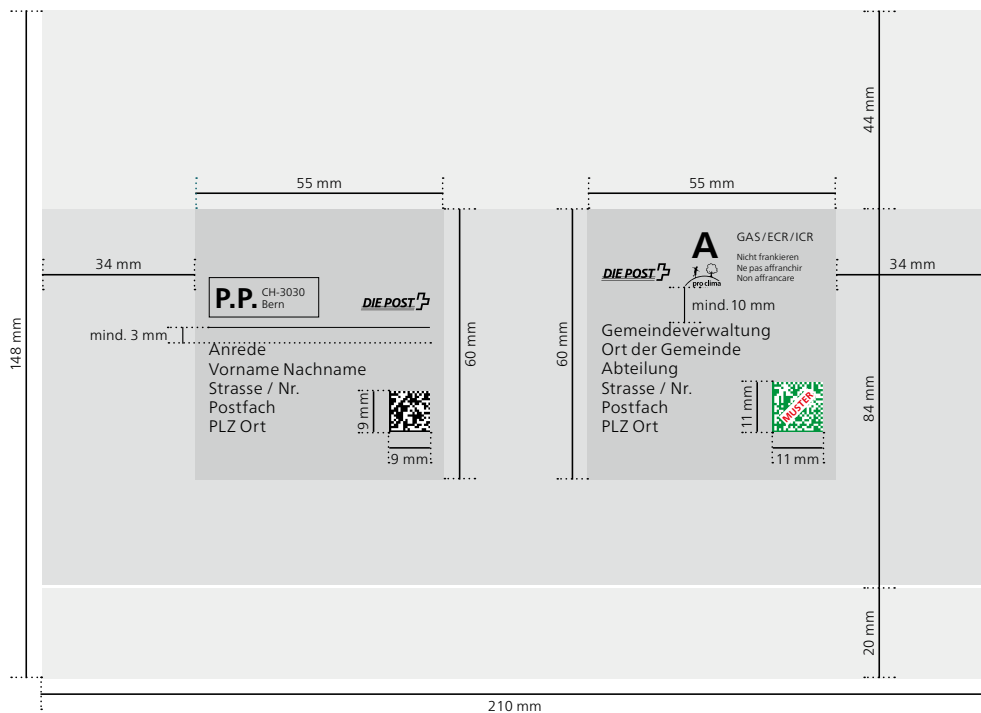 44 mm
55 mm
55 mm
34 mm
P.P. CH-3030
Bern
DIE POST
mind. 3 mm
Anrede
Vorname Nachname
Strasse / Nr.
Postfach
PLZ Ort
9 mm
9 mm
60 mm
148 mm
60 mm
DIE POST
A
pro clima
GAS/ECR/ICR
Nicht frankieren
Ne pas affranchir
Non affrancare
34 mm
mind. 10 mm
Gemeindeverwaltung
Ort der Gemeinde
Abteilung
Strasse / Nr.
Postfach
PLZ Ort
11 mm
MUSTER
11 mm
84 mm
20 mm
210 mm